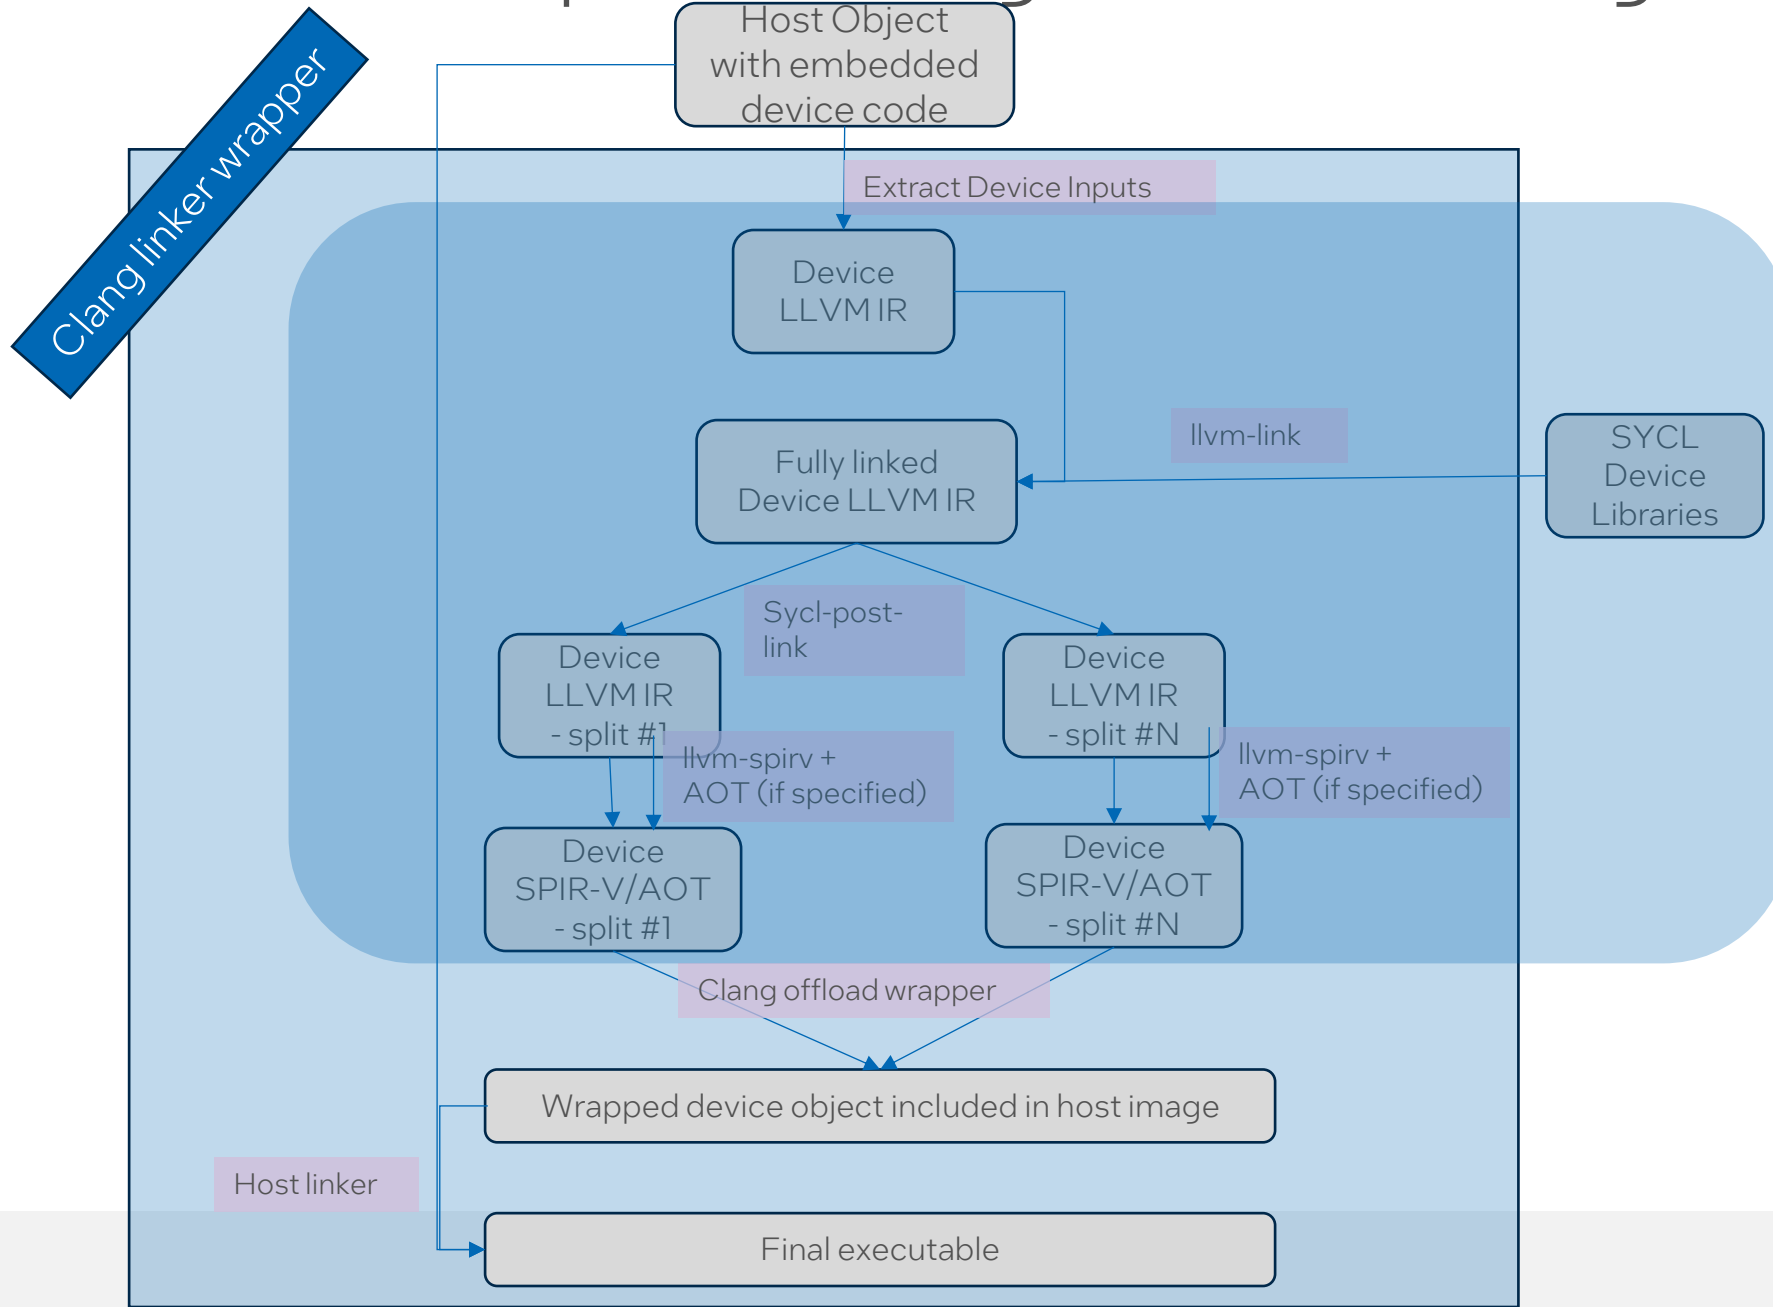 Host Object
with embedded
device code
Clang linker wrapper
Extract Device Inputs
Device
LLVM IR
llvm-link
SYCL
Device
Libraries
Fully linked
Device LLVM IR
Sycl-post-
link
Device
LLVM IR
- split #1
Device
LLVM IR
- split #N
llvm-spirv +
AOT (if specified)
llvm-spirv +
AOT (if specified)
Device
SPIR-V/AOT
- split #1
Device
SPIR-V/AOT
- split #N
Clang offload wrapper
Wrapped device object included in host image
Host linker
Final executable